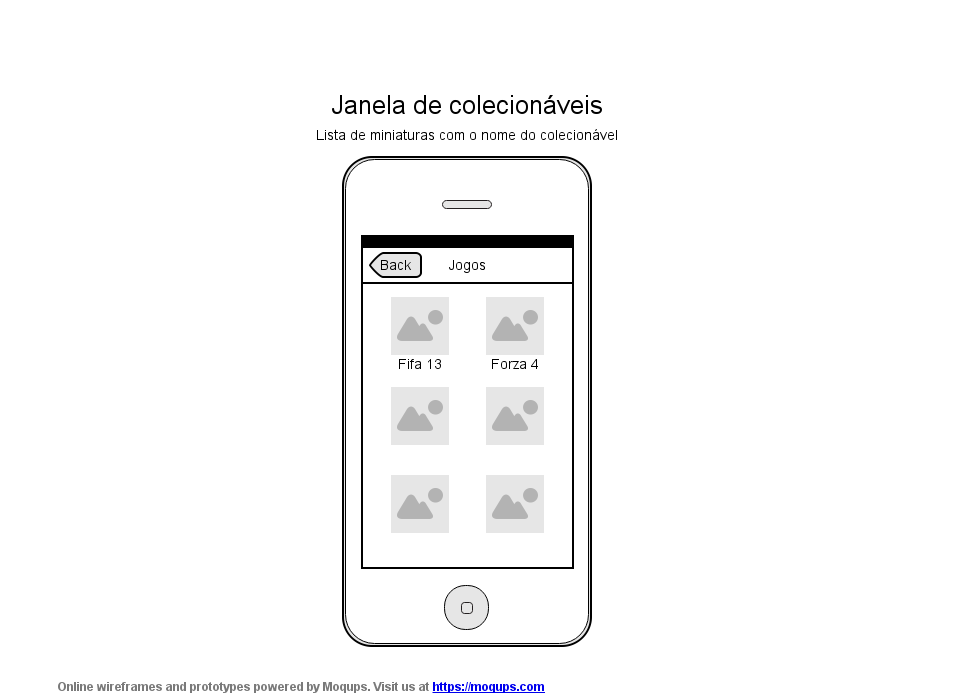 Janela de colecionáveis
Lista de miniaturas com o nome do colecionável
Back Jogos
Fifa 13 Forza 4
Online wireframes and prototypes powered by Moqups. Visit us at https://moqups.com